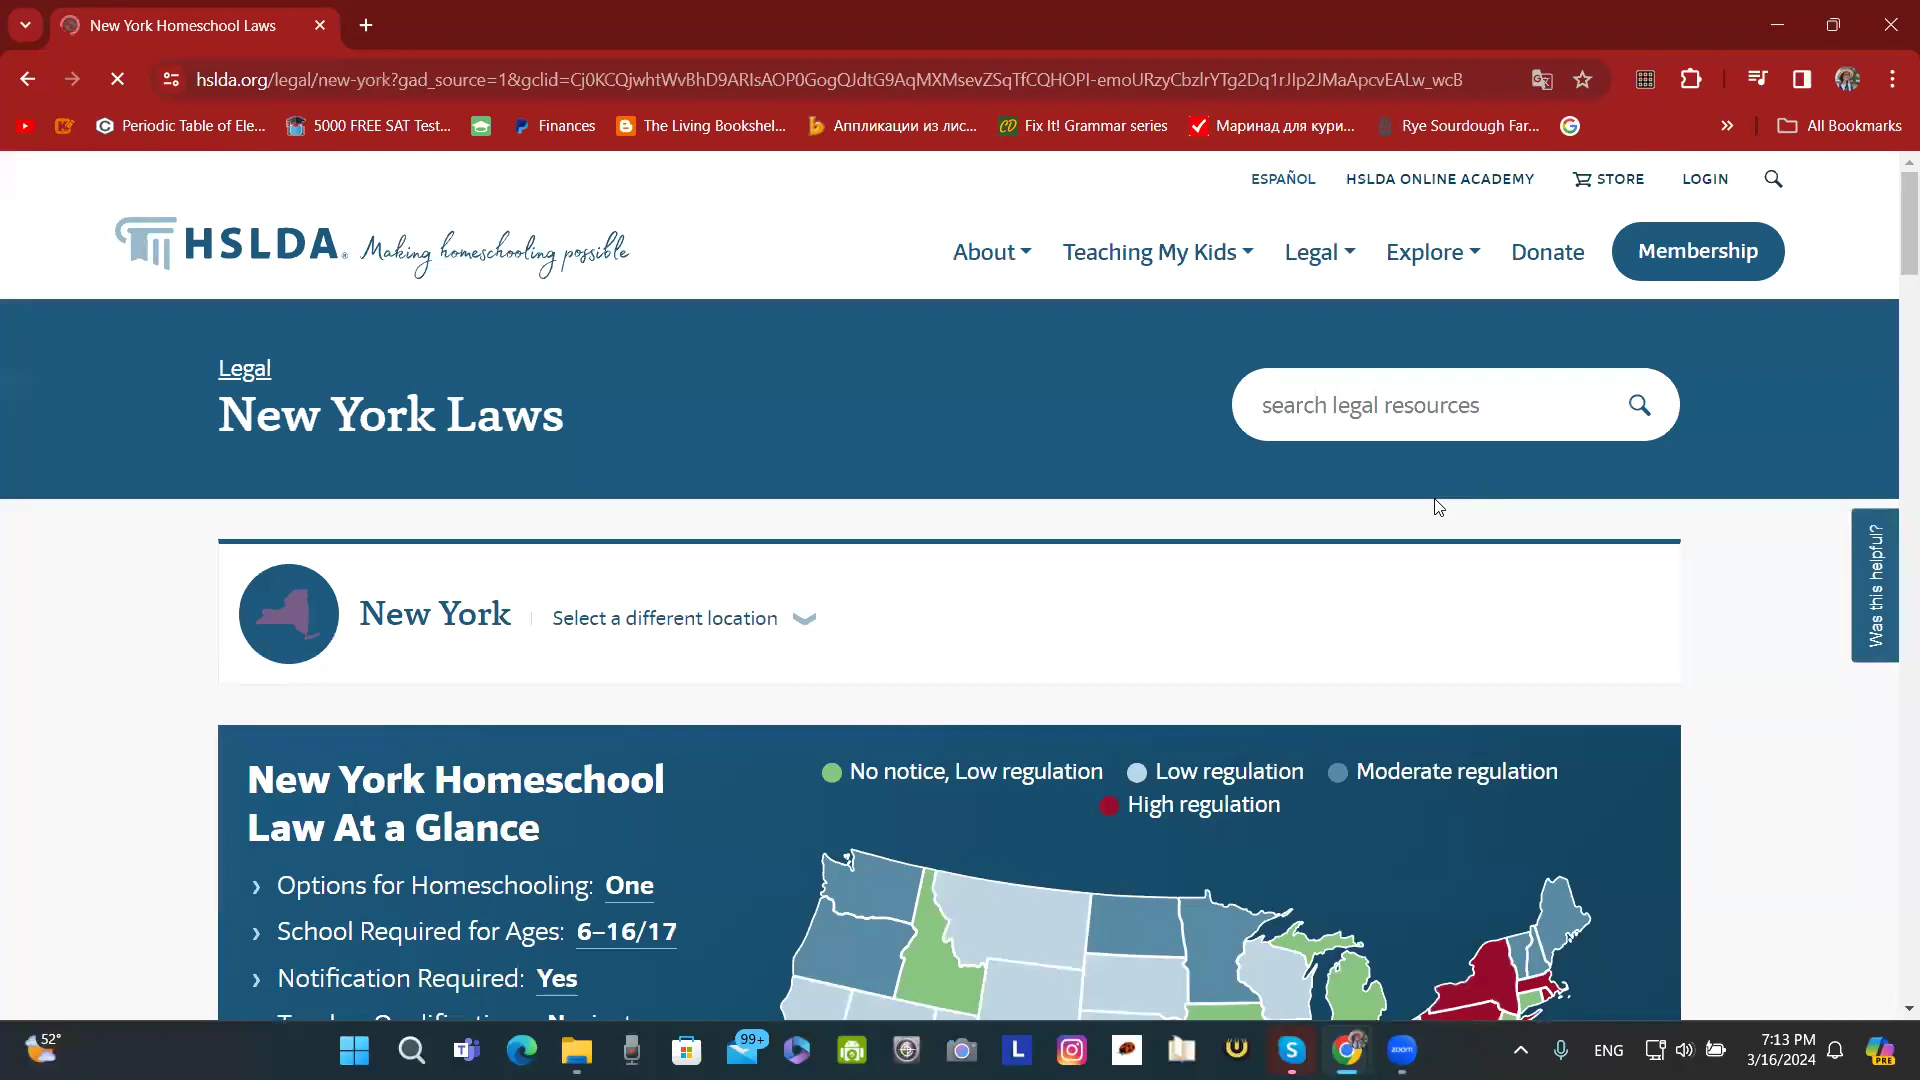 New York Homeschool Laws
hslda.org/legal/new-york?gad_source=1&gclid=Cj0KCQjwhtWvBhD9ARIsAOP0GogQJdtG9AqMXMsevZSqTfCQHOPI-emoURzyCbzlrYTg2Dq1rJIp2JMaApcvEALw_wcB
Periodic Table of Ele...
5000 FREE SAT Test...
Finances
The Living Bookshel...
Аппликации из лис...
Fix It! Grammar series
Маринад для кури...
Rye Sourdough Far...
All Bookmarks
ESPAÑOL
HSLDA ONLINE ACADEMY
STORE
LOGIN
HSLDA Making homeschooling possible
About
Teaching My Kids
Legal
Explore
Donate
Membership
Legal
New York Laws
search legal resources
Was this helpful?
New York
Select a different location
New York Homeschool
Law At a Glance
No notice, Low regulation
Low regulation
Moderate regulation
High regulation
Options for Homeschooling: One
School Required for Ages: 6–16/17
Notification Required: Yes
52°
99+
L
S
zoom
ENG
7:13 PM
3/16/2024
PRE